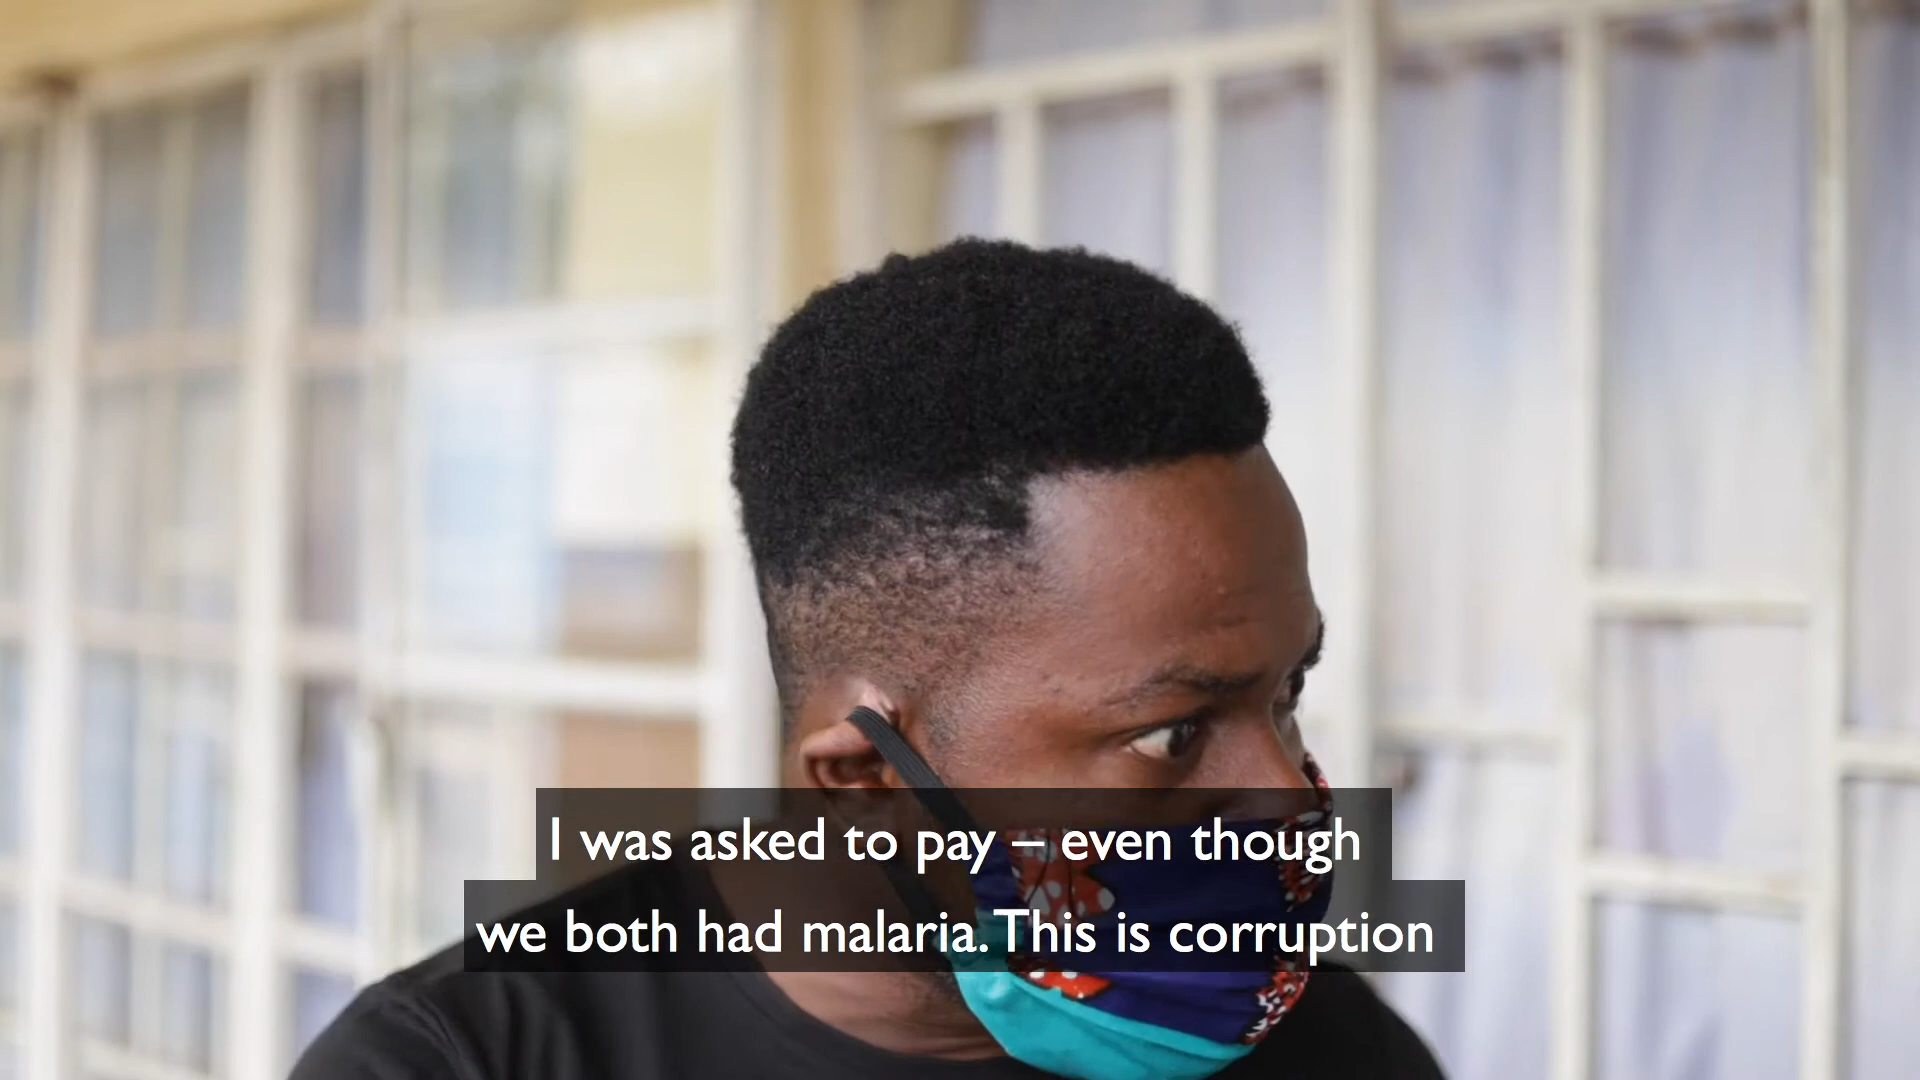 I was asked to pay – even though
we both had malaria. This is corruption